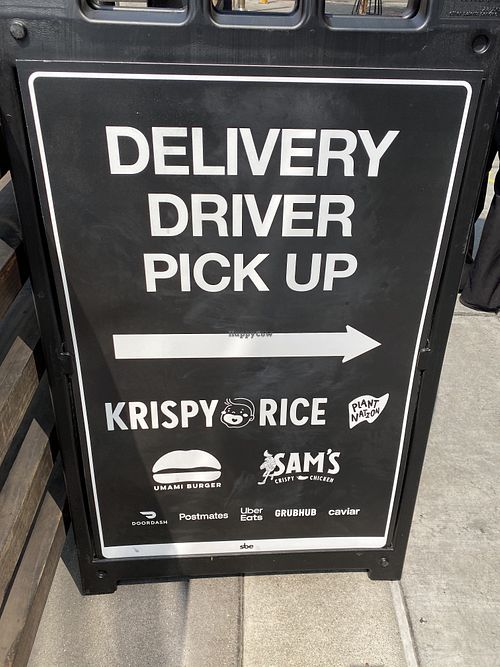 DELIVERY
DRIVER
PICK UP
happycow
KRISPY RICE
PLANT
NATION
UMAMI BURGER
SAM'S
CRISPY CHICKEN
DOORDASH
Postmates
Uber
Eats
GRUBHUB
caviar
sbe